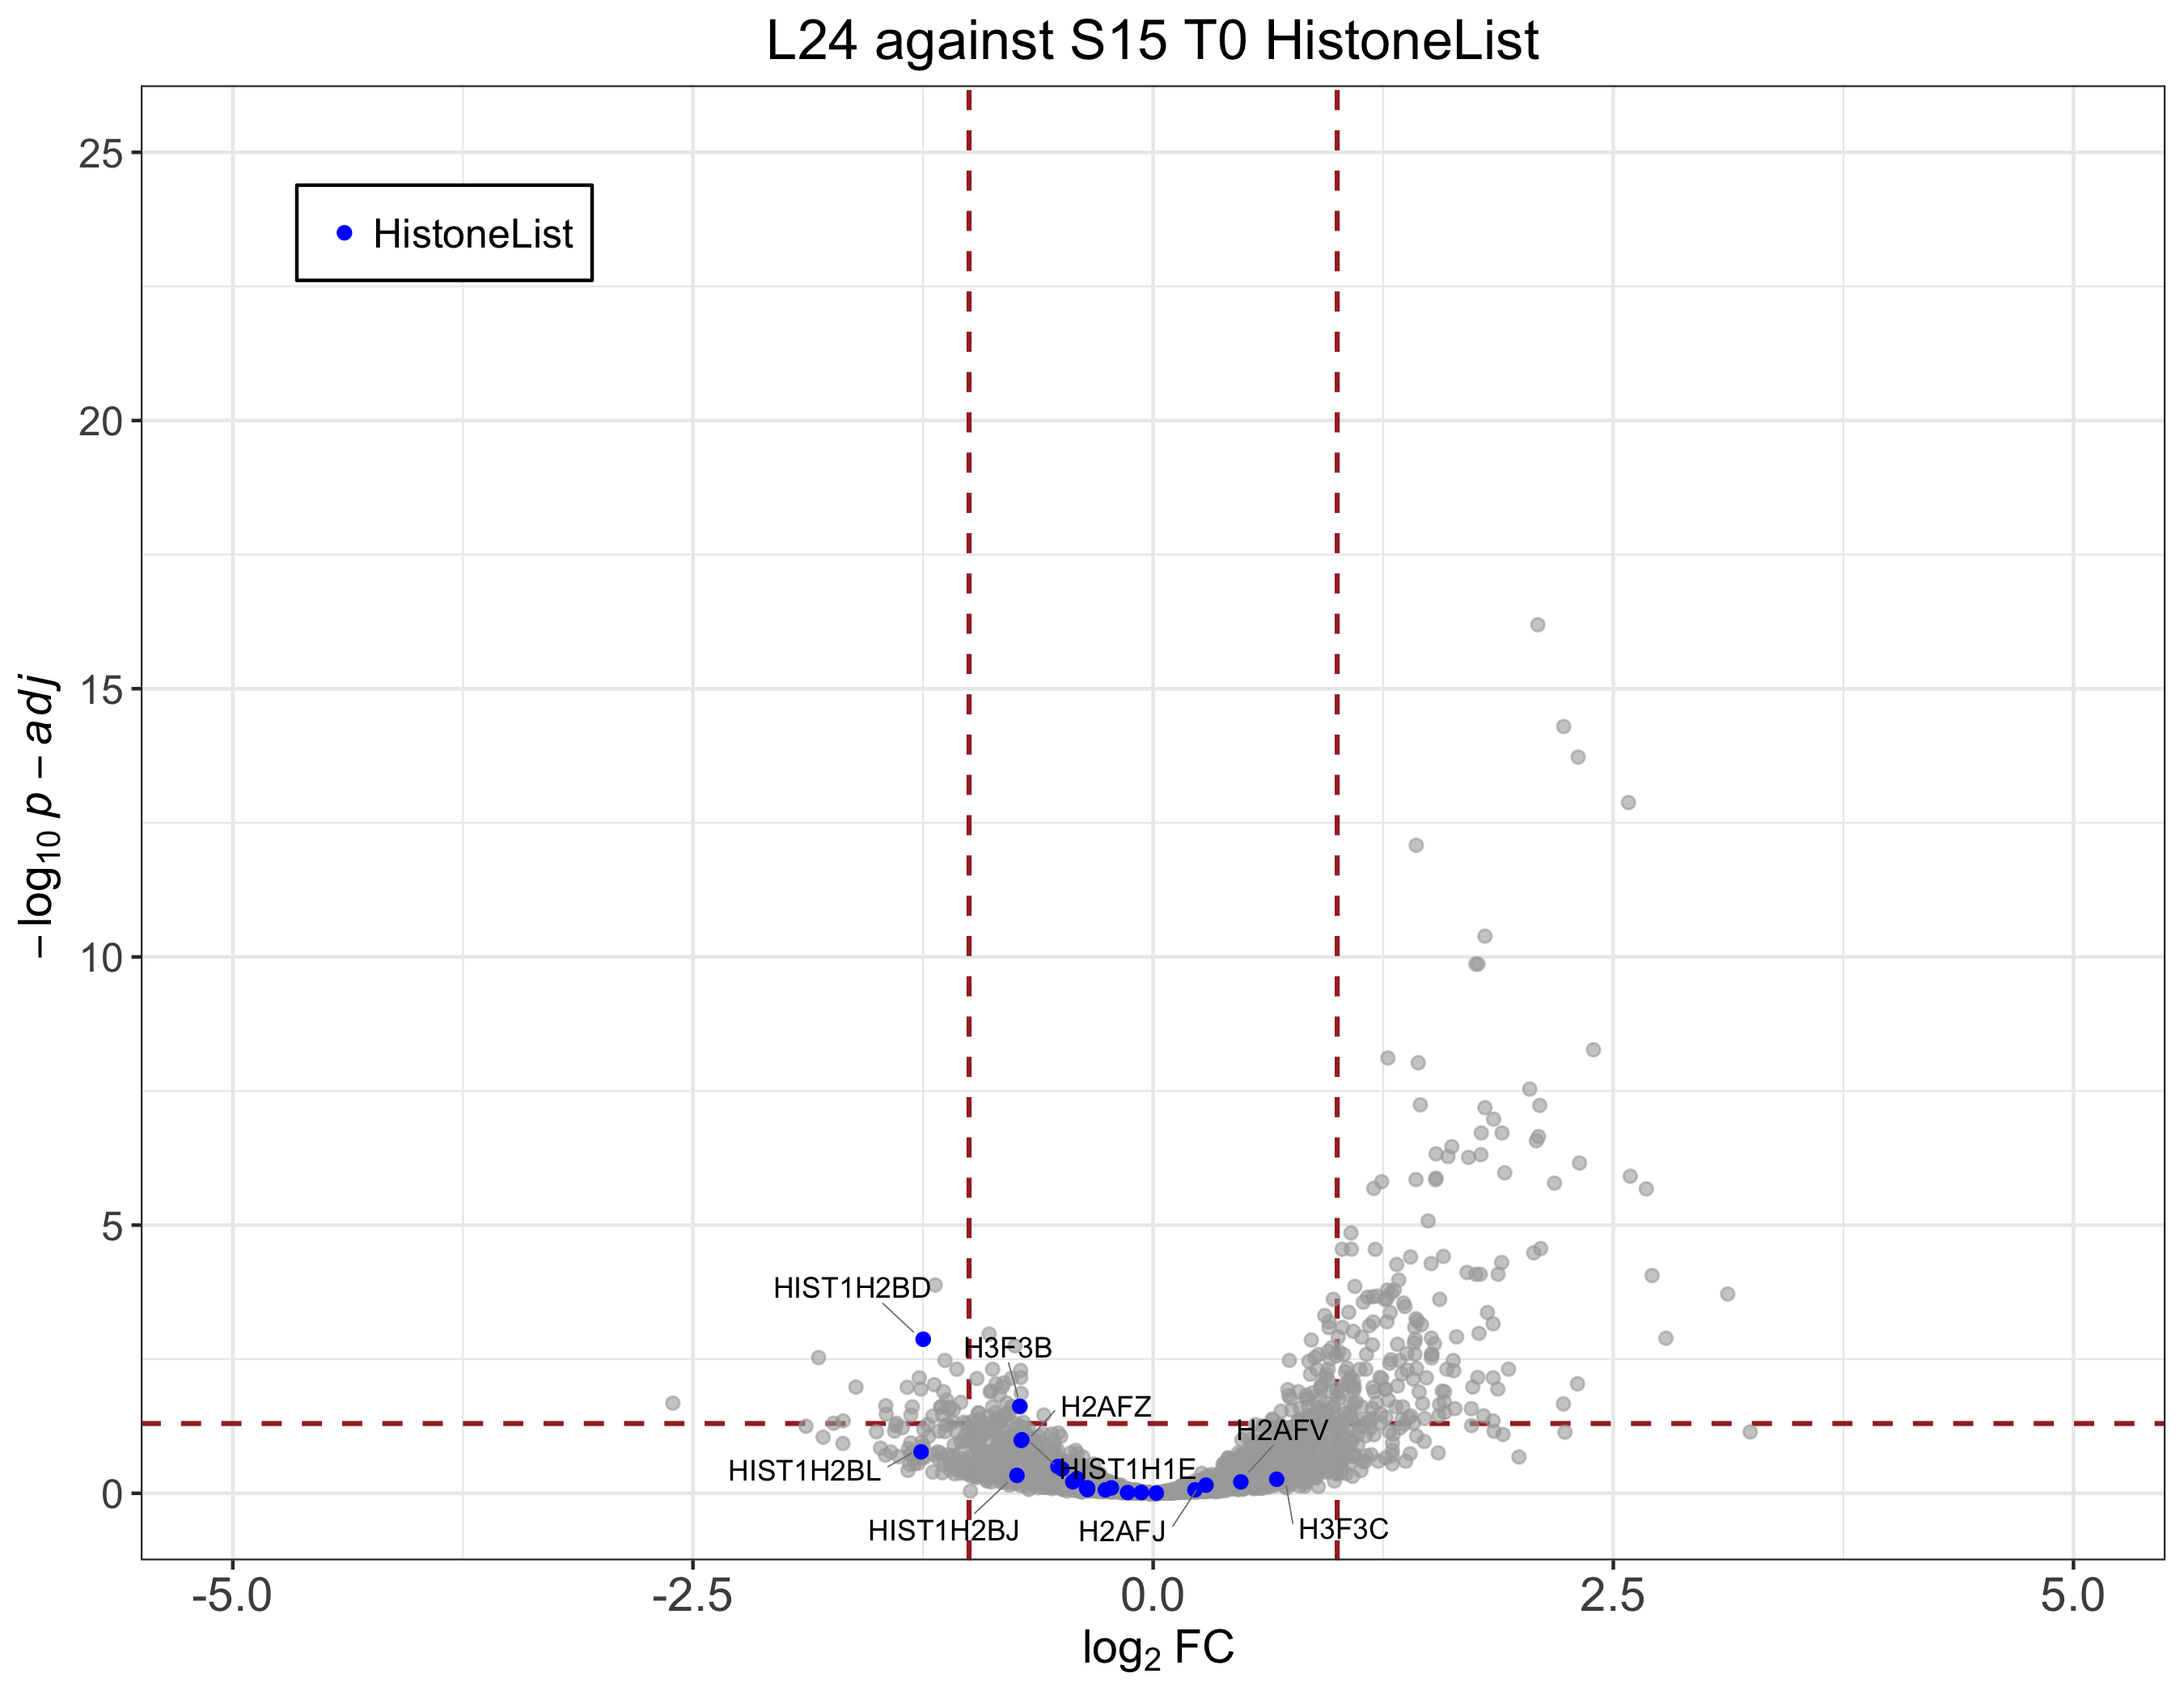 L24 against S15 T0 HistoneList
25
20
15
10
5
0
−log10 p − adj
HistoneList
HIST1H2BD
H3F3B
H2AFZ
H2AFV
HIST1H2BL
HIST1H1E
HIST1H2BJ
H2AFJ
H3F3C
-5.0
-2.5
0.0
2.5
5.0
log2 FC